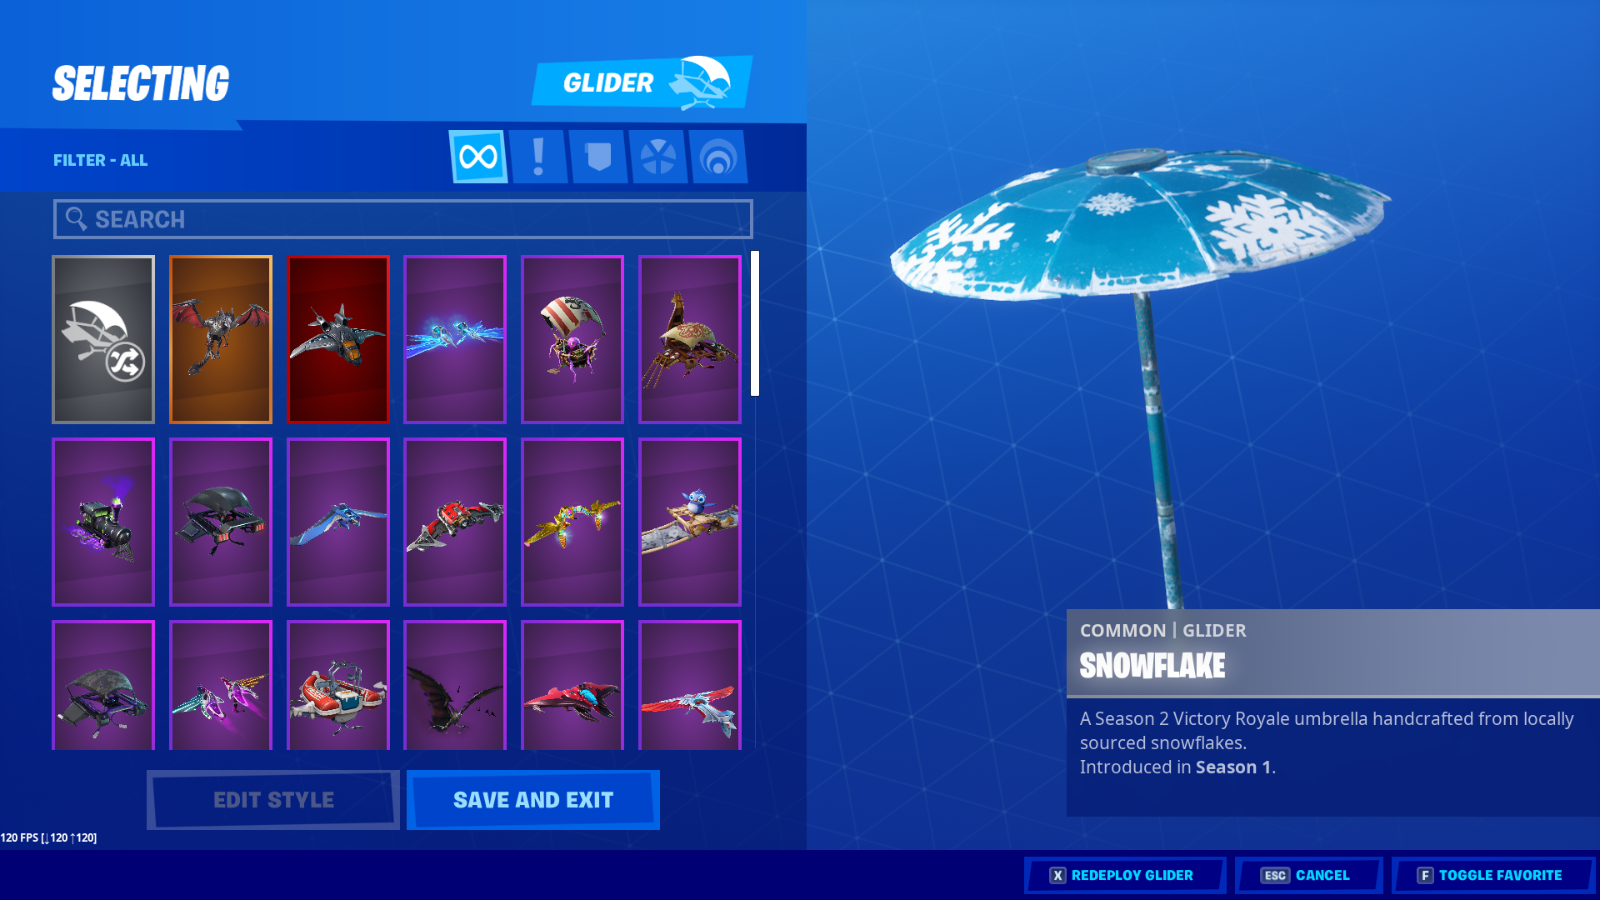 SELECTING
GLIDER
FILTER - ALL
SEARCH
COMMON | GLIDER
SNOWFLAKE
A Season 2 Victory Royale umbrella handcrafted from locally
sourced snowflakes.
Introduced in Season 1.
EDIT STYLE
SAVE AND EXIT
120 FPS [↓120 ↑120]
X REDEPLOY GLIDER
ESC CANCEL
F TOGGLE FAVORITE